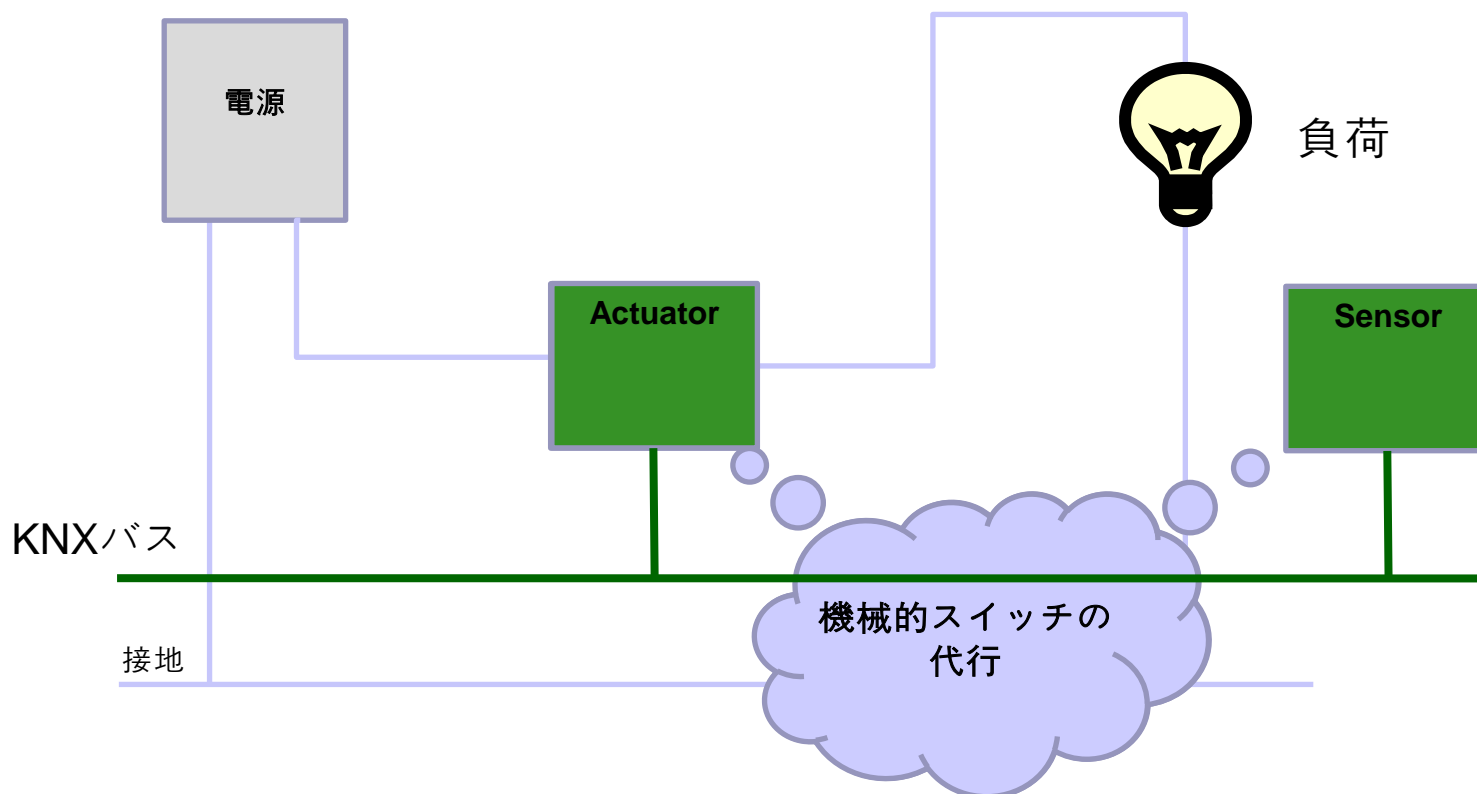 電源
負荷
Actuator
Sensor
KNXバス
機械的スイッチの
代行
接地